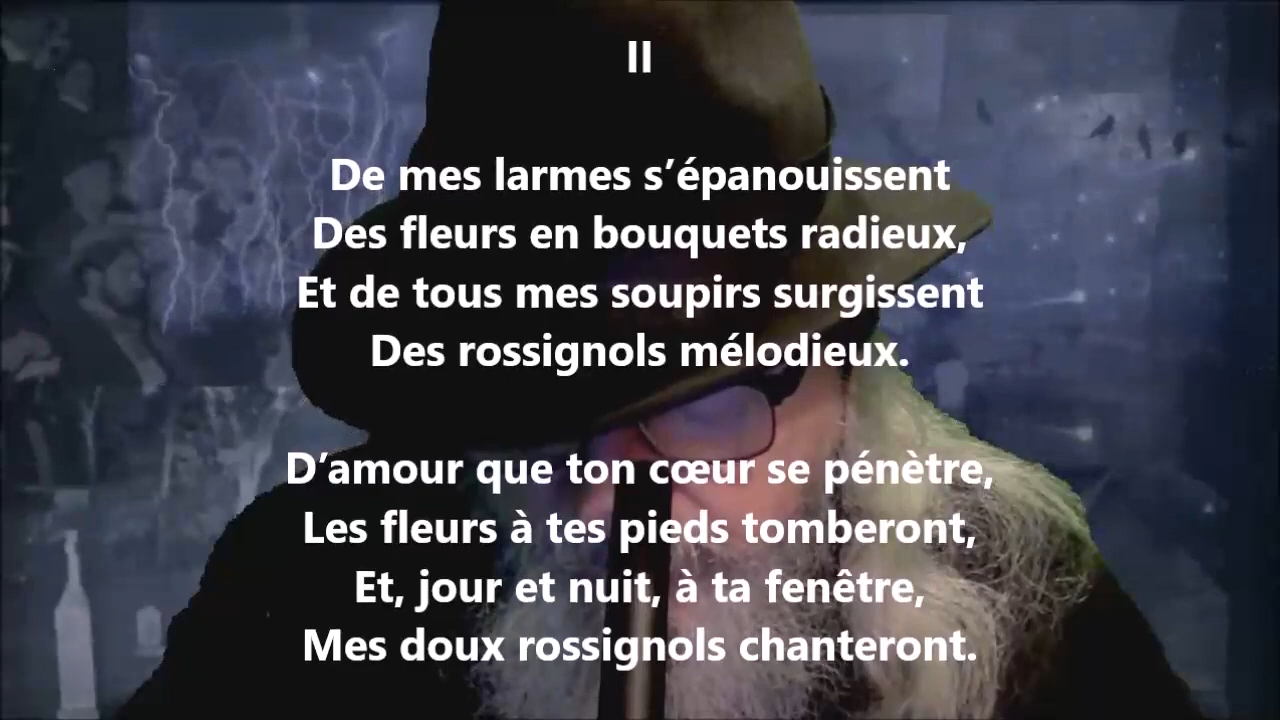 II
De mes larmes s’épanouissent
Des fleurs en bouquets radieux,
Et de tous mes soupirs surgissent
Des rossignols mélodieux.
D’amour que ton cœur se pénètre,
Les fleurs à tes pieds tomberont,
Et, jour et nuit, à ta fenêtre,
Mes doux rossignols chanteront.